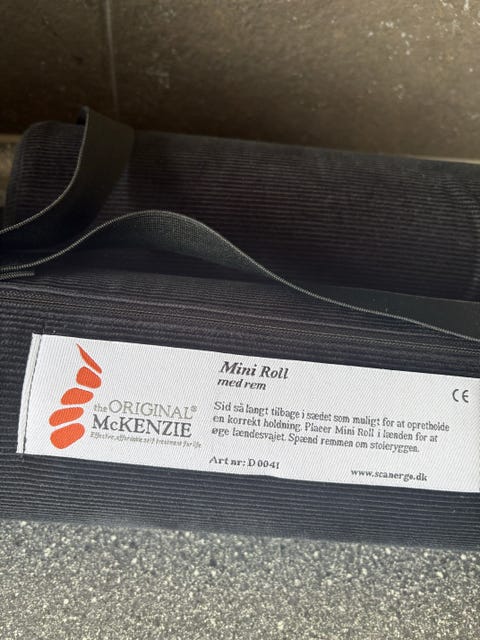 Mini Roll
med rem
CE
Sid så langt tilbage i sædet som muligt for at opretholde
en korrekt holdning. Placer Mini Roll i lænden for at
øge lændesvajet. Spænd remmen om stoleryggen.
the ORIGINAL®
McKENZIE
Effective, affordable self treatment for life
Art nr: D 0041
www.scanergo.dk